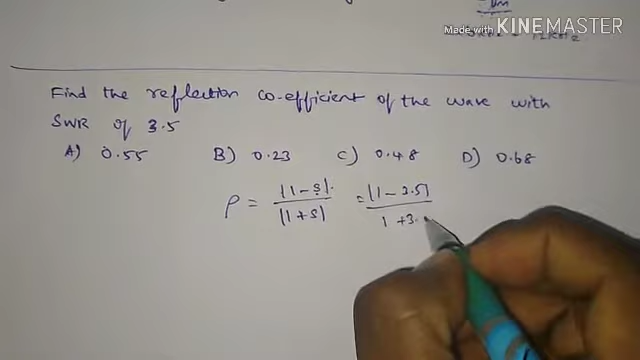 Made with KINEMASTER
Find the reflection co-efficient of the wave with
SWR of 3.5
A) 0.55 B) 0.23 C) 0.48 D) 0.68
ρ = |1-S| / |1+S| = |1-3.5| / 1+3.